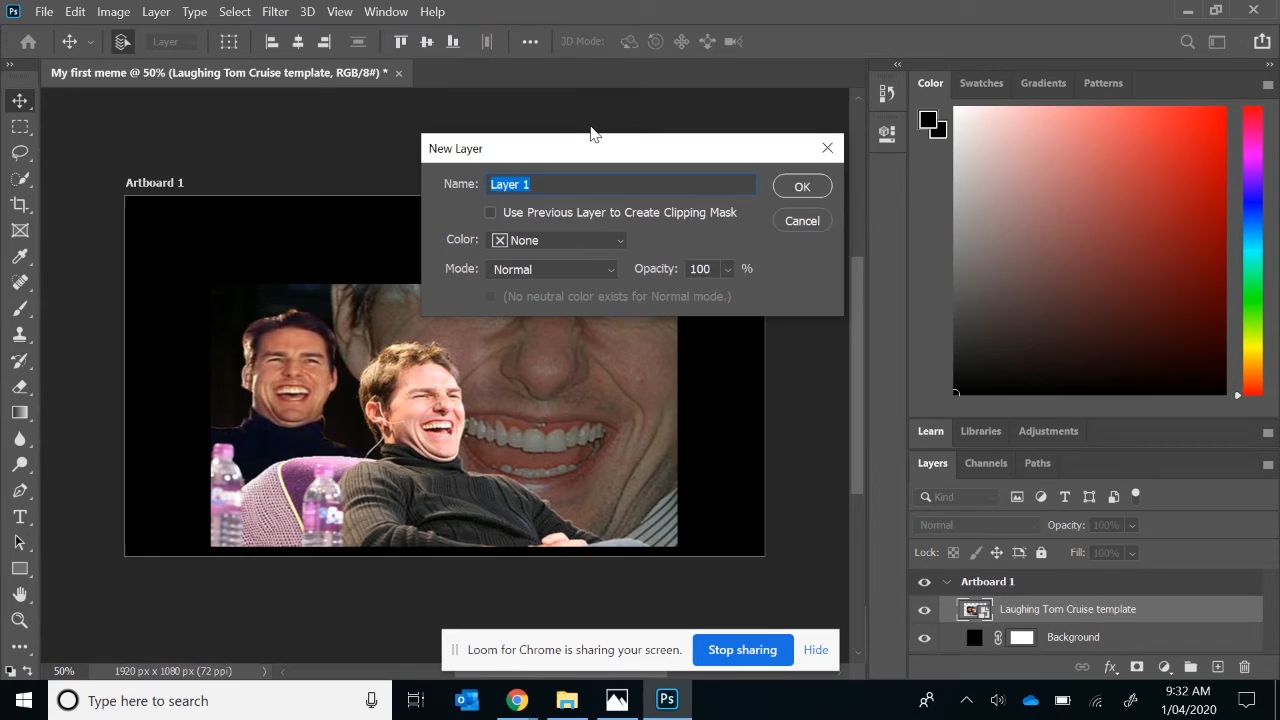 Ps File Edit Image Layer Type Select Filter 3D View Window Help
Layer 3D Mode:
My first meme @ 50% (Laughing Tom Cruise template, RGB/8#) * ×
Color Swatches Gradients Patterns
New Layer
Artboard 1
Name: Layer 1 OK
Use Previous Layer to Create Clipping Mask
Cancel
Color: None
Mode: Normal Opacity: 100 %
(No neutral color exists for Normal mode.)
Learn Libraries Adjustments
Layers Channels Paths
Kind
Normal Opacity: 100%
Lock: Fill: 100%
Artboard 1
Laughing Tom Cruise template
Background
Loom for Chrome is sharing your screen. Stop sharing Hide
50% 1920 px x 1080 px (72 ppi)
Type here to search Ps 9:32 AM
1/04/2020